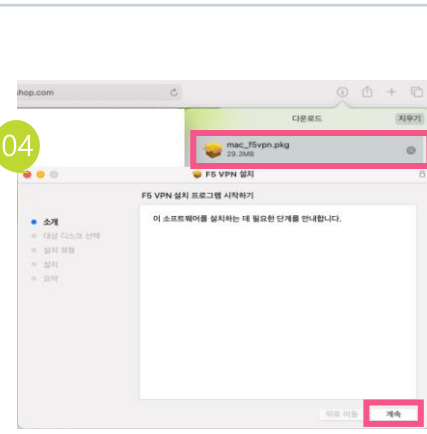 shop.com
다운로드
지우기
04
mac_f5vpn.pkg
29.3MB
F5 VPN 설치
F5 VPN 설치 프로그램 시작하기
소개
대상 디스크 선택
설치 유형
설치
요약
이 소프트웨어를 설치하는 데 필요한 단계를 안내합니다.
뒤로 이동
계속